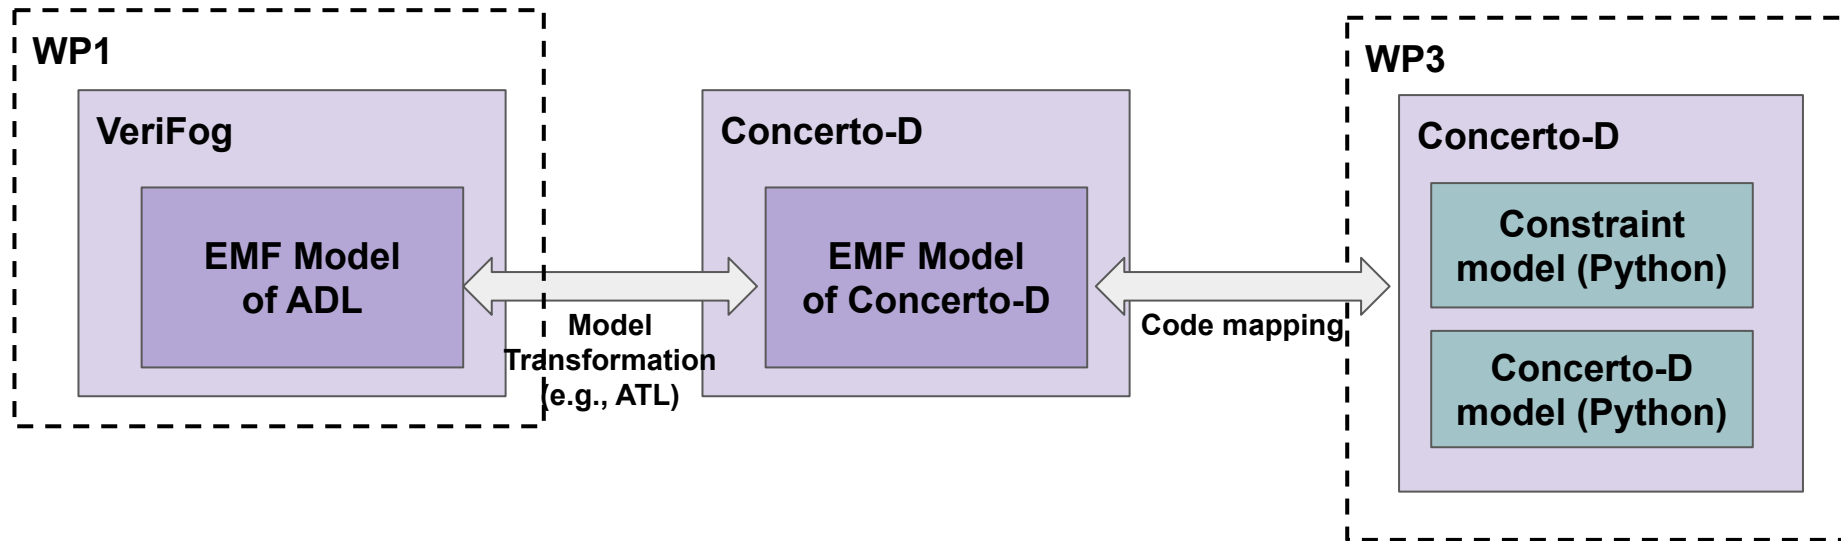 WP1
VeriFog
EMF Model
of ADL
Model
Transformation
(e.g., ATL)
Concerto-D
EMF Model
of Concerto-D
Code mapping
WP3
Concerto-D
Constraint
model (Python)
Concerto-D
model (Python)